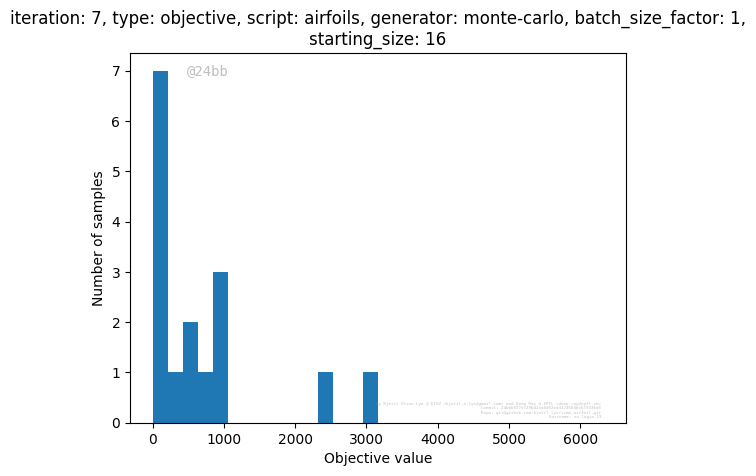 iteration: 7, type: objective, script: airfoils, generator: monte-carlo, batch_size_factor: 1,
starting_size: 16
@24bb
7
6
5
4
3
2
1
0
Number of samples
0 1000 2000 3000 4000 5000 6000
Objective value